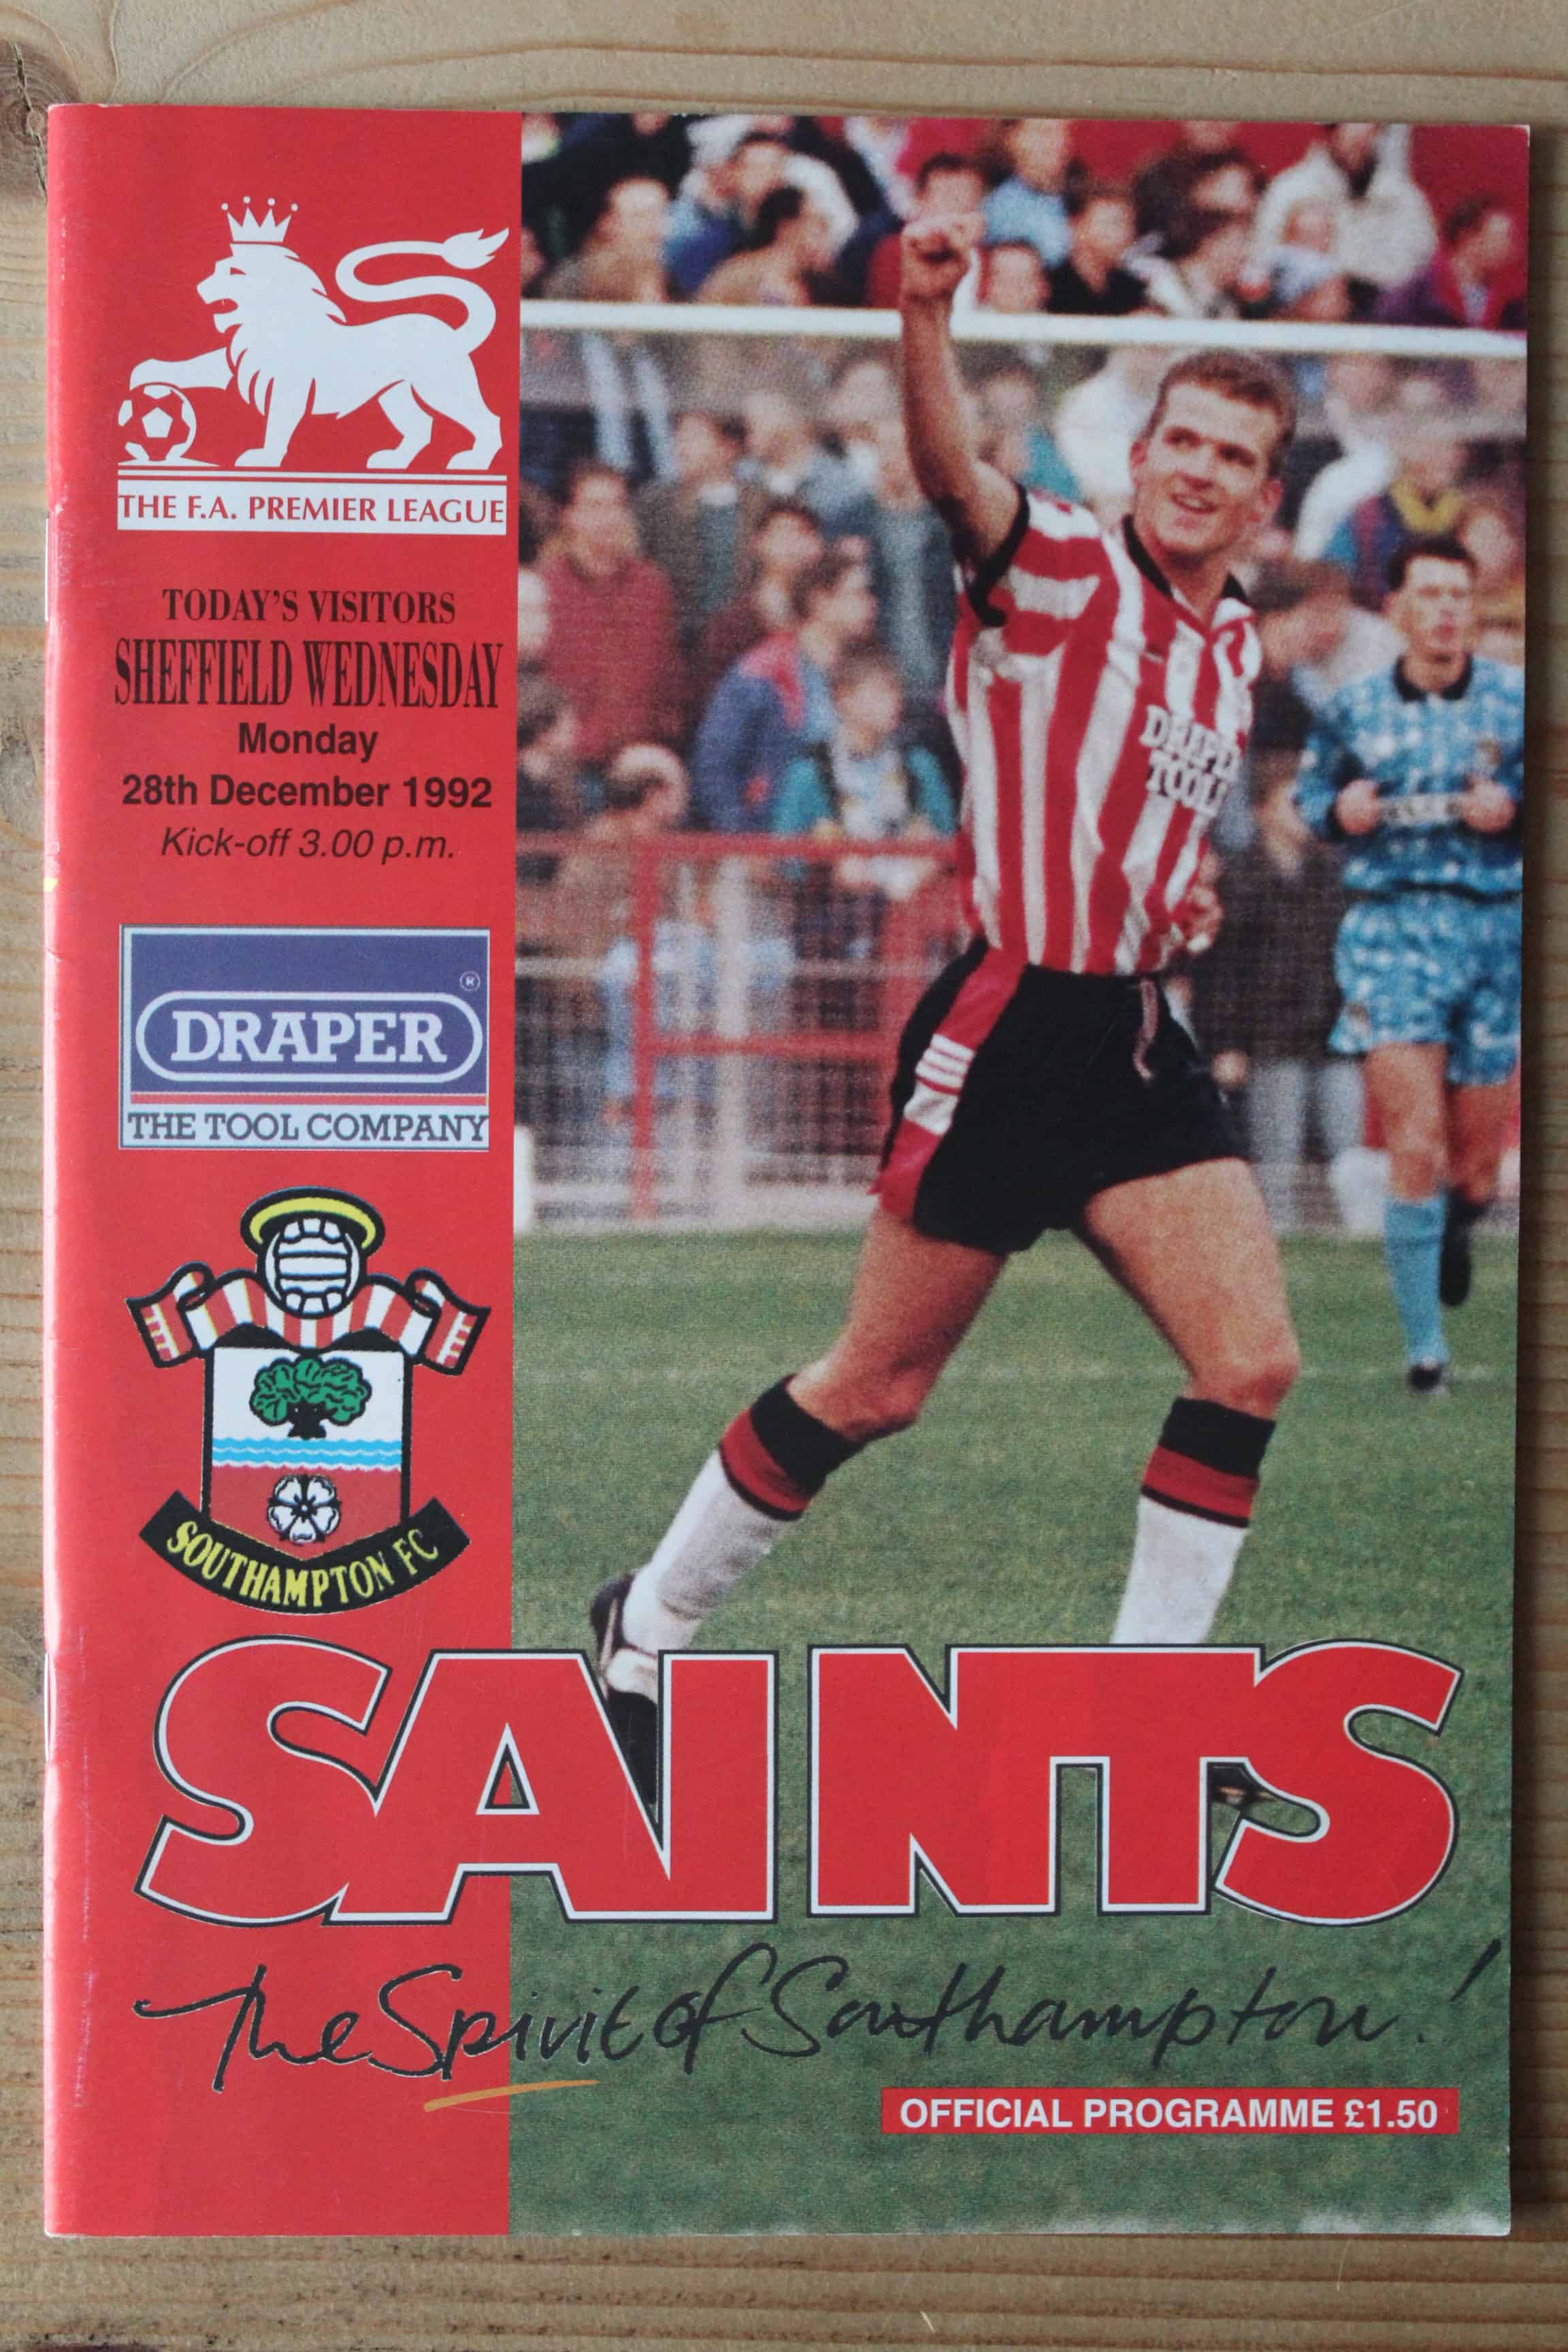 THE F.A. PREMIER LEAGUE
TODAY'S VISITORS
SHEFFIELD WEDNESDAY
Monday
28th December 1992
Kick-off 3.00 p.m.
DRAPER ®
THE TOOL COMPANY
SOUTHAMPTON FC
SAINTS
The Spirit of Southampton!
OFFICIAL PROGRAMME £1.50